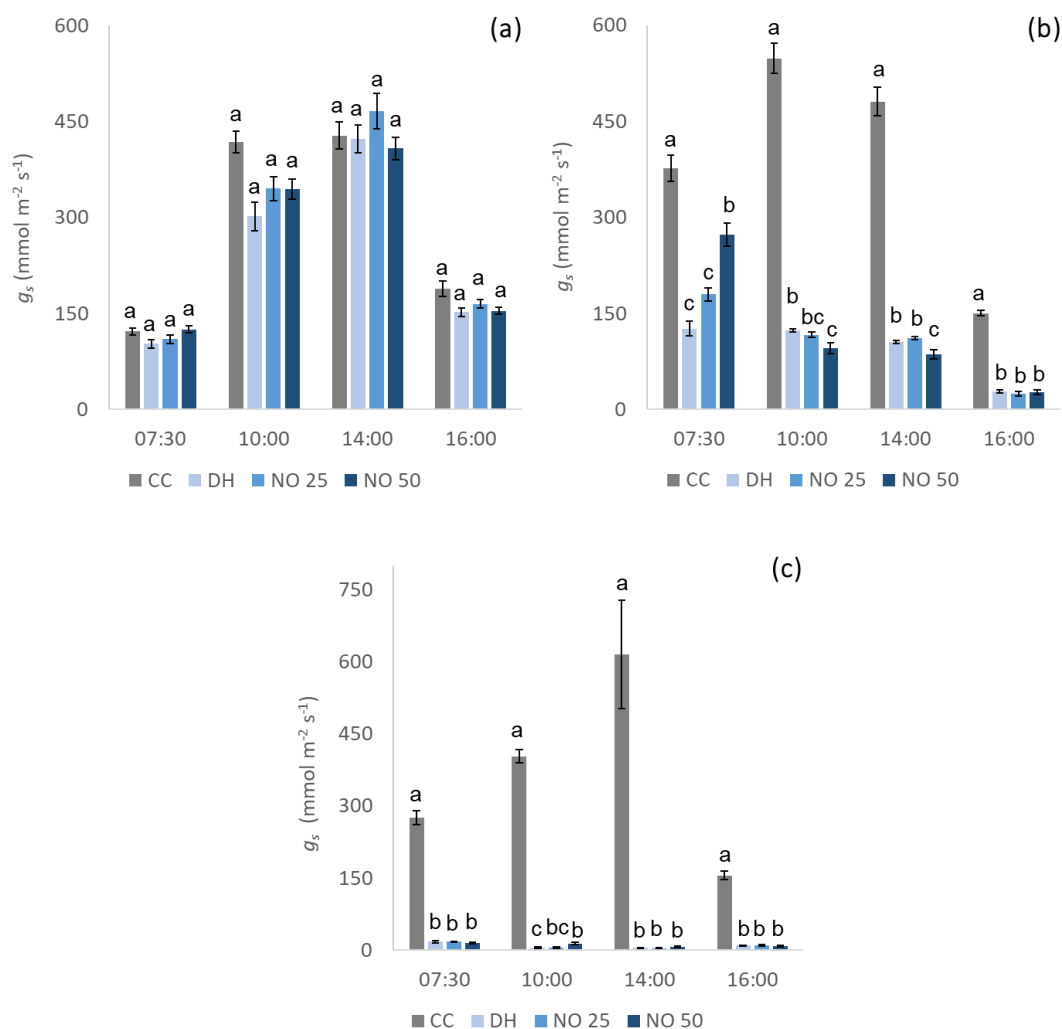 (a)
600
450
300
150
0
gs (mmol m-2 s-1)
a a a a
a a a a
a a a a
a a a a
07:30 10:00 14:00 16:00
CC DH NO 25 NO 50
(b)
600
450
300
150
0
gs (mmol m-2 s-1)
a c c b
a b bc c
a b b c
a b b b
07:30 10:00 14:00 16:00
CC DH NO 25 NO 50
(c)
750
600
450
300
150
0
gs (mmol m-2 s-1)
a b b b
a c bc b
a b b b
a b b b
07:30 10:00 14:00 16:00
CC DH NO 25 NO 50